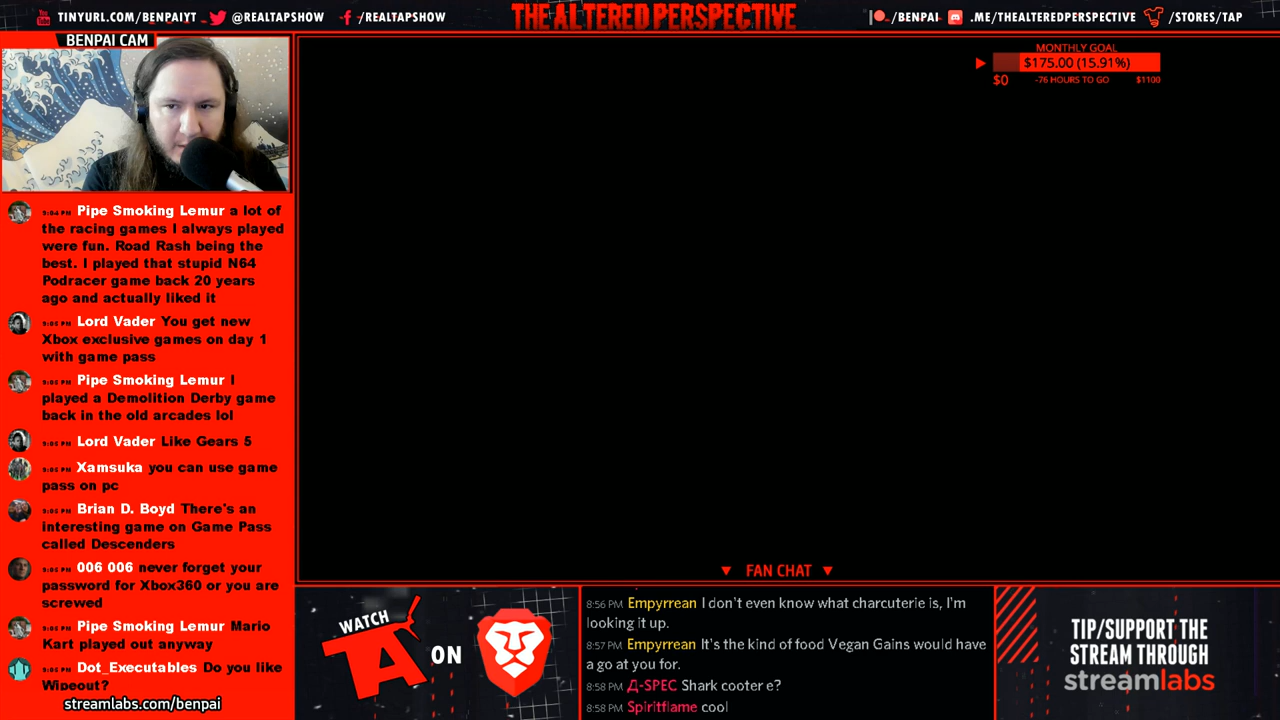 TINYURL.COM/BENPAIYT @REALTAPSHOW /REALTAPSHOW THE ALTERED PERSPECTIVE /BENPAI .ME/THEALTEREDPERSPECTIVE /STORES/TAP
BENPAI CAM
MONTHLY GOAL
$175.00 (15.91%)
$0 -76 HOURS TO GO $1100
Pipe Smoking Lemur a lot of
the racing games I always played
were fun. Road Rash being the
best. I played that stupid N64
Podracer game back 20 years
ago and actually liked it
Lord Vader You get new
Xbox exclusive games on day 1
with game pass
Pipe Smoking Lemur I
played a Demolition Derby game
back in the old arcades lol
Lord Vader Like Gears 5
Xamsuka you can use game
pass on pc
Brian D. Boyd There's an
interesting game on Game Pass
called Descenders
006 006 never forget your
password for Xbox360 or you are
screwed
Pipe Smoking Lemur Mario
Kart played out anyway
Dot_Executables Do you like
Wipeout?
streamlabs.com/benpai
FAN CHAT
WATCH
TA ON
8:56 PM Empyrrean I don't even know what charcuterie is, I'm
looking it up.
8:57 PM Empyrrean It's the kind of food Vegan Gains would have
a go at you for.
8:58 PM Д-SPEC Shark cooter e?
8:58 PM Spiritflame cool
TIP/SUPPORT THE
STREAM THROUGH
streamlabs